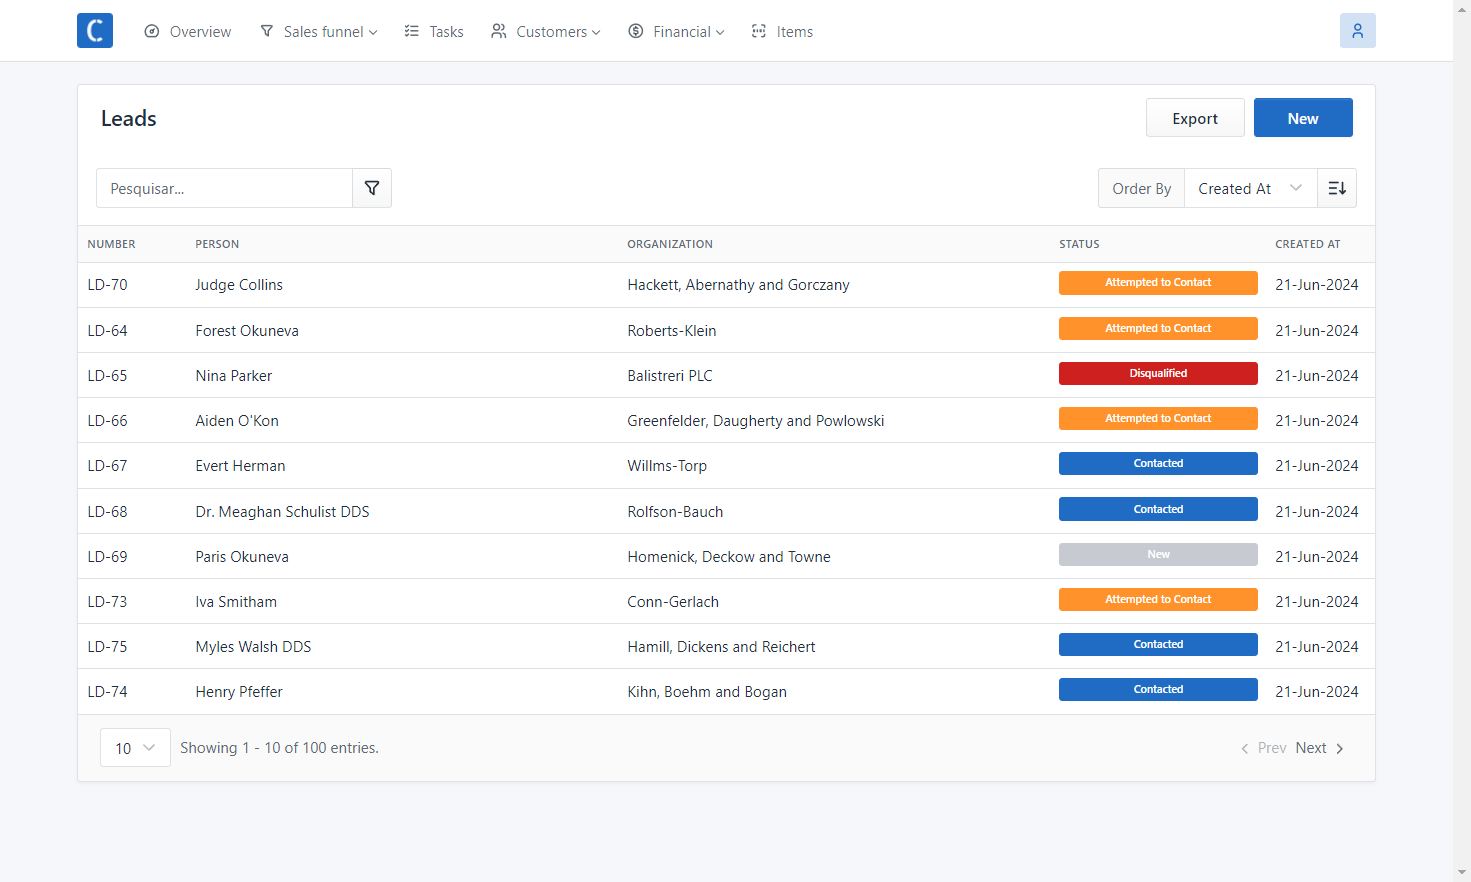 C Overview Sales funnel Tasks Customers Financial Items
Leads
Export New
Pesquisar...
Order By Created At
NUMBER PERSON ORGANIZATION STATUS CREATED AT
LD-70 Judge Collins Hackett, Abernathy and Gorczany Attempted to Contact 21-Jun-2024
LD-64 Forest Okuneva Roberts-Klein Attempted to Contact 21-Jun-2024
LD-65 Nina Parker Balistreri PLC Disqualified 21-Jun-2024
LD-66 Aiden O'Kon Greenfelder, Daugherty and Powlowski Attempted to Contact 21-Jun-2024
LD-67 Evert Herman Willms-Torp Contacted 21-Jun-2024
LD-68 Dr. Meaghan Schulist DDS Rolfson-Bauch Contacted 21-Jun-2024
LD-69 Paris Okuneva Homenick, Deckow and Towne New 21-Jun-2024
LD-73 Iva Smitham Conn-Gerlach Attempted to Contact 21-Jun-2024
LD-75 Myles Walsh DDS Hamill, Dickens and Reichert Contacted 21-Jun-2024
LD-74 Henry Pfeffer Kihn, Boehm and Bogan Contacted 21-Jun-2024
10 Showing 1 - 10 of 100 entries. Prev Next